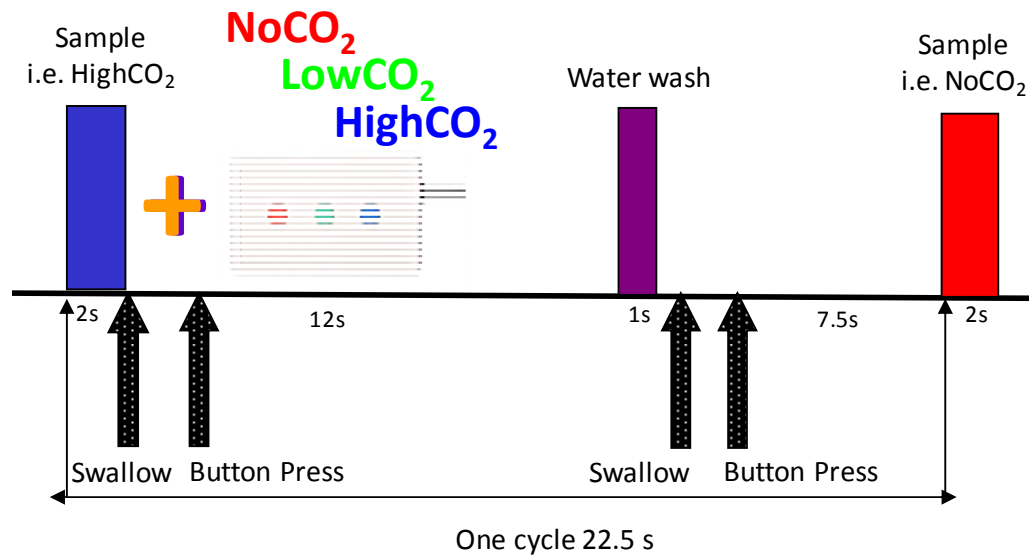 Sample
i.e. HighCO₂
NoCO₂
LowCO₂
HighCO₂
Water wash
Sample
i.e. NoCO₂
2s
12s
1s
7.5s
2s
Swallow
Button Press
Swallow
Button Press
One cycle 22.5 s